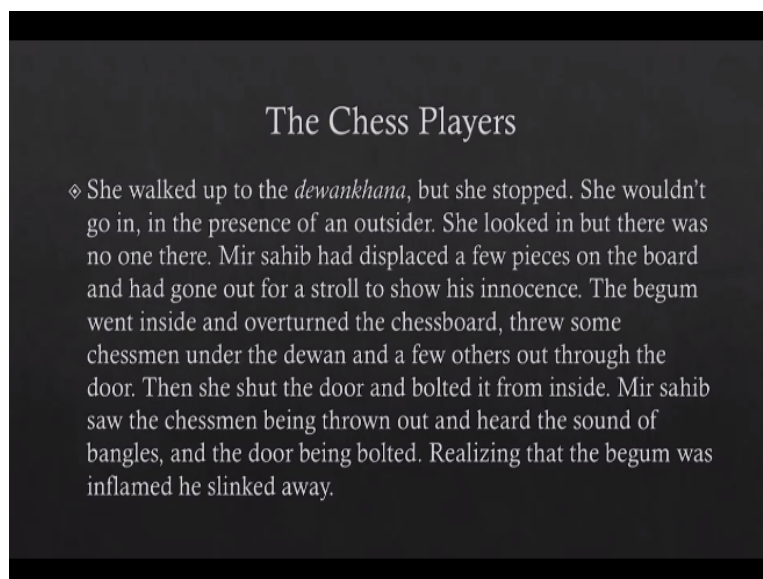 The Chess Players
◈ She walked up to the dewankhana, but she stopped. She wouldn't
go in, in the presence of an outsider. She looked in but there was
no one there. Mir sahib had displaced a few pieces on the board
and had gone out for a stroll to show his innocence. The begum
went inside and overturned the chessboard, threw some
chessmen under the dewan and a few others out through the
door. Then she shut the door and bolted it from inside. Mir sahib
saw the chessmen being thrown out and heard the sound of
bangles, and the door being bolted. Realizing that the begum was
inflamed he slinked away.